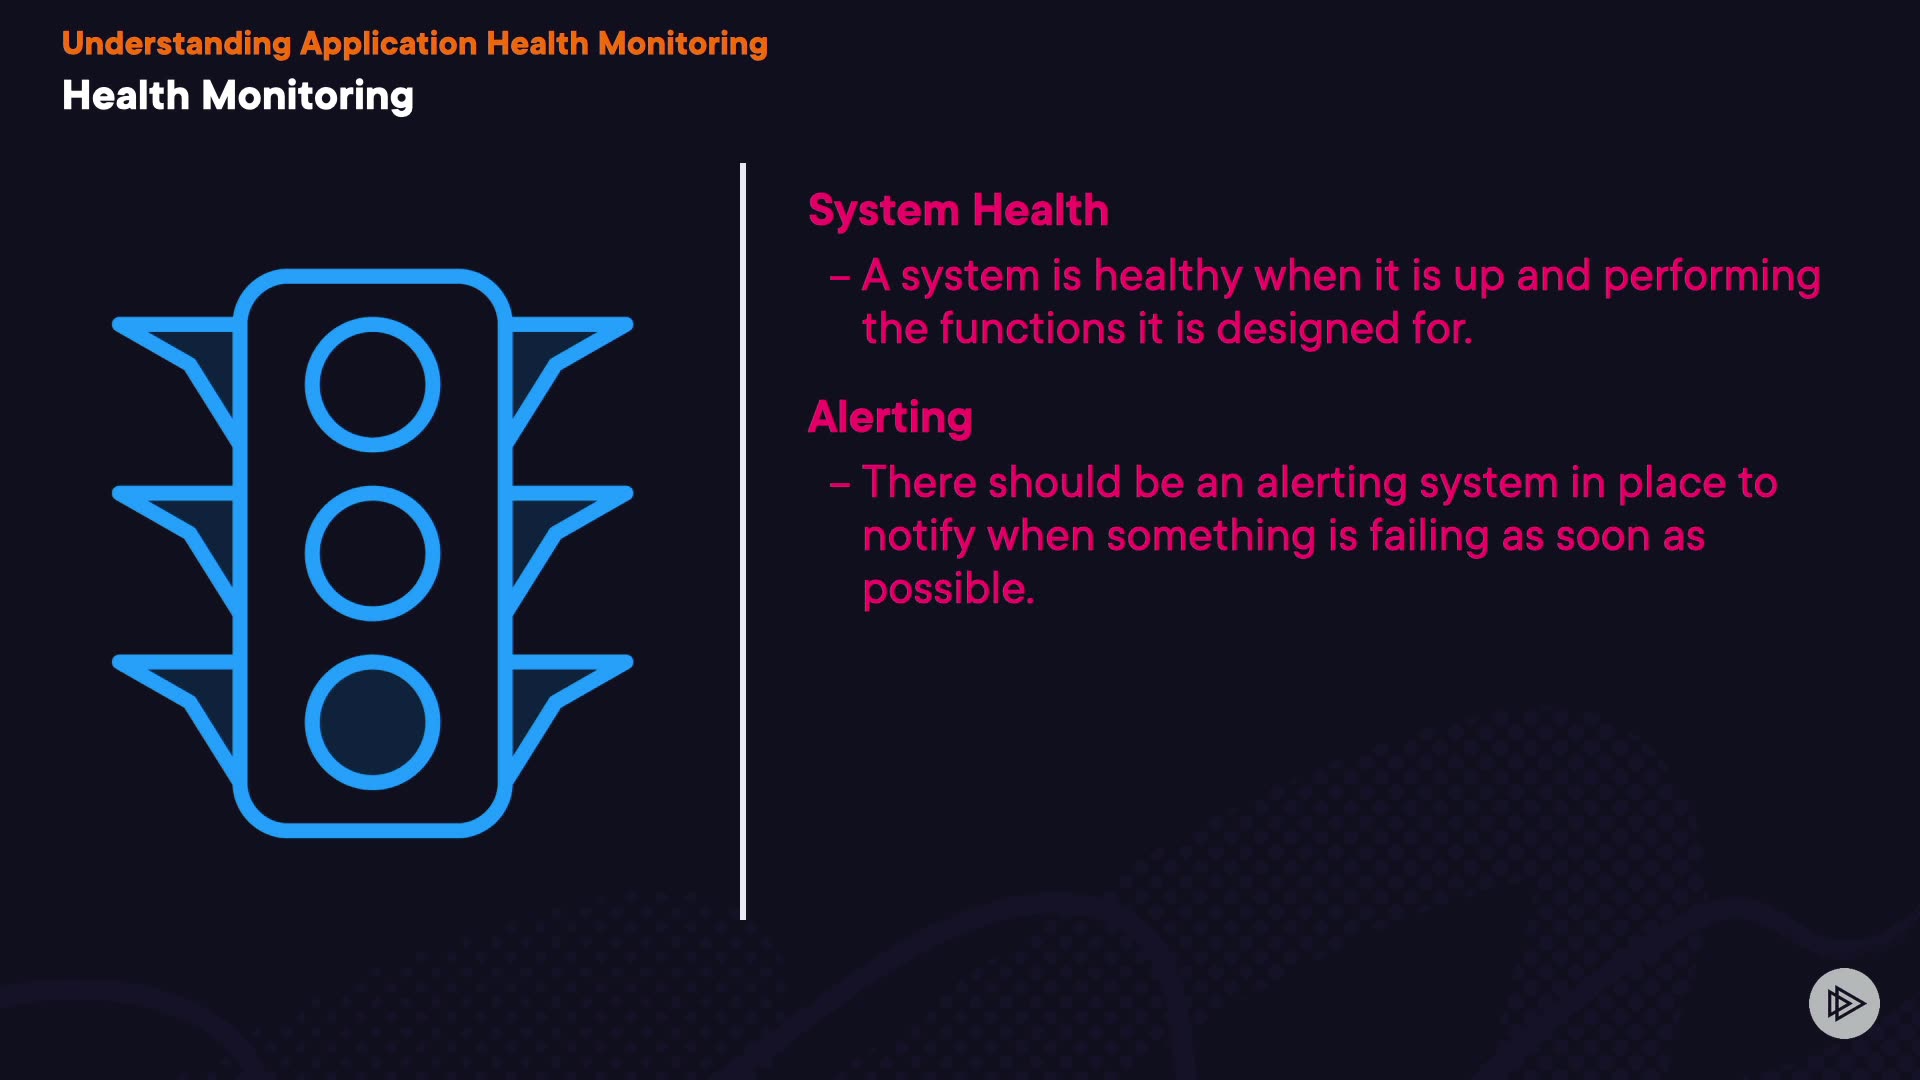 Understanding Application Health Monitoring
Health Monitoring
System Health
– A system is healthy when it is up and performing
the functions it is designed for.
Alerting
– There should be an alerting system in place to
notify when something is failing as soon as
possible.